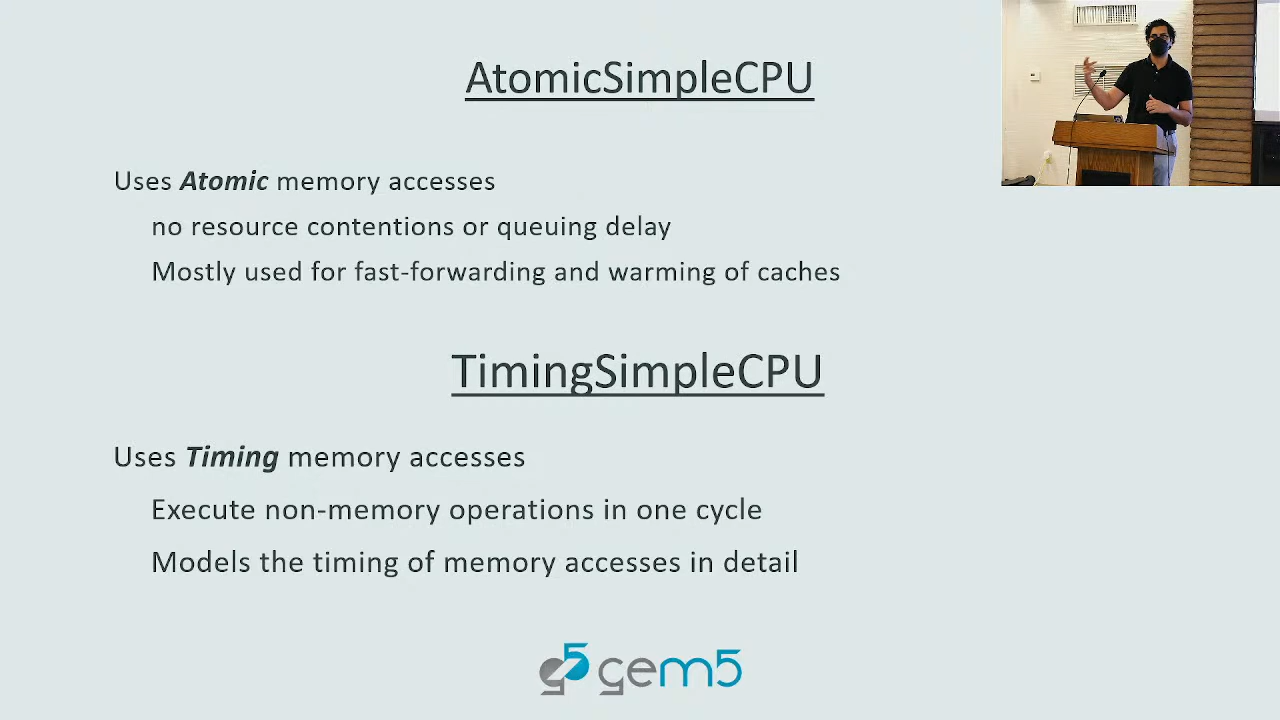 AtomicSimpleCPU
Uses Atomic memory accesses
no resource contentions or queuing delay
Mostly used for fast-forwarding and warming of caches
TimingSimpleCPU
Uses Timing memory accesses
Execute non-memory operations in one cycle
Models the timing of memory accesses in detail
g5 gem5